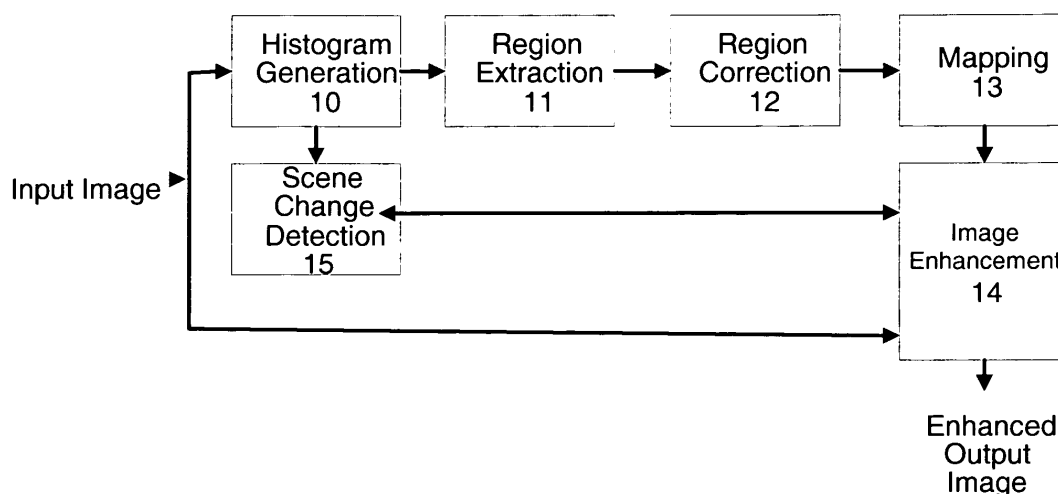 Histogram
Generation
10
Region
Extraction
11
Region
Correction
12
Mapping
13
Input Image
Scene
Change
Detection
15
Image
Enhancement
14
Enhanced
Output
Image